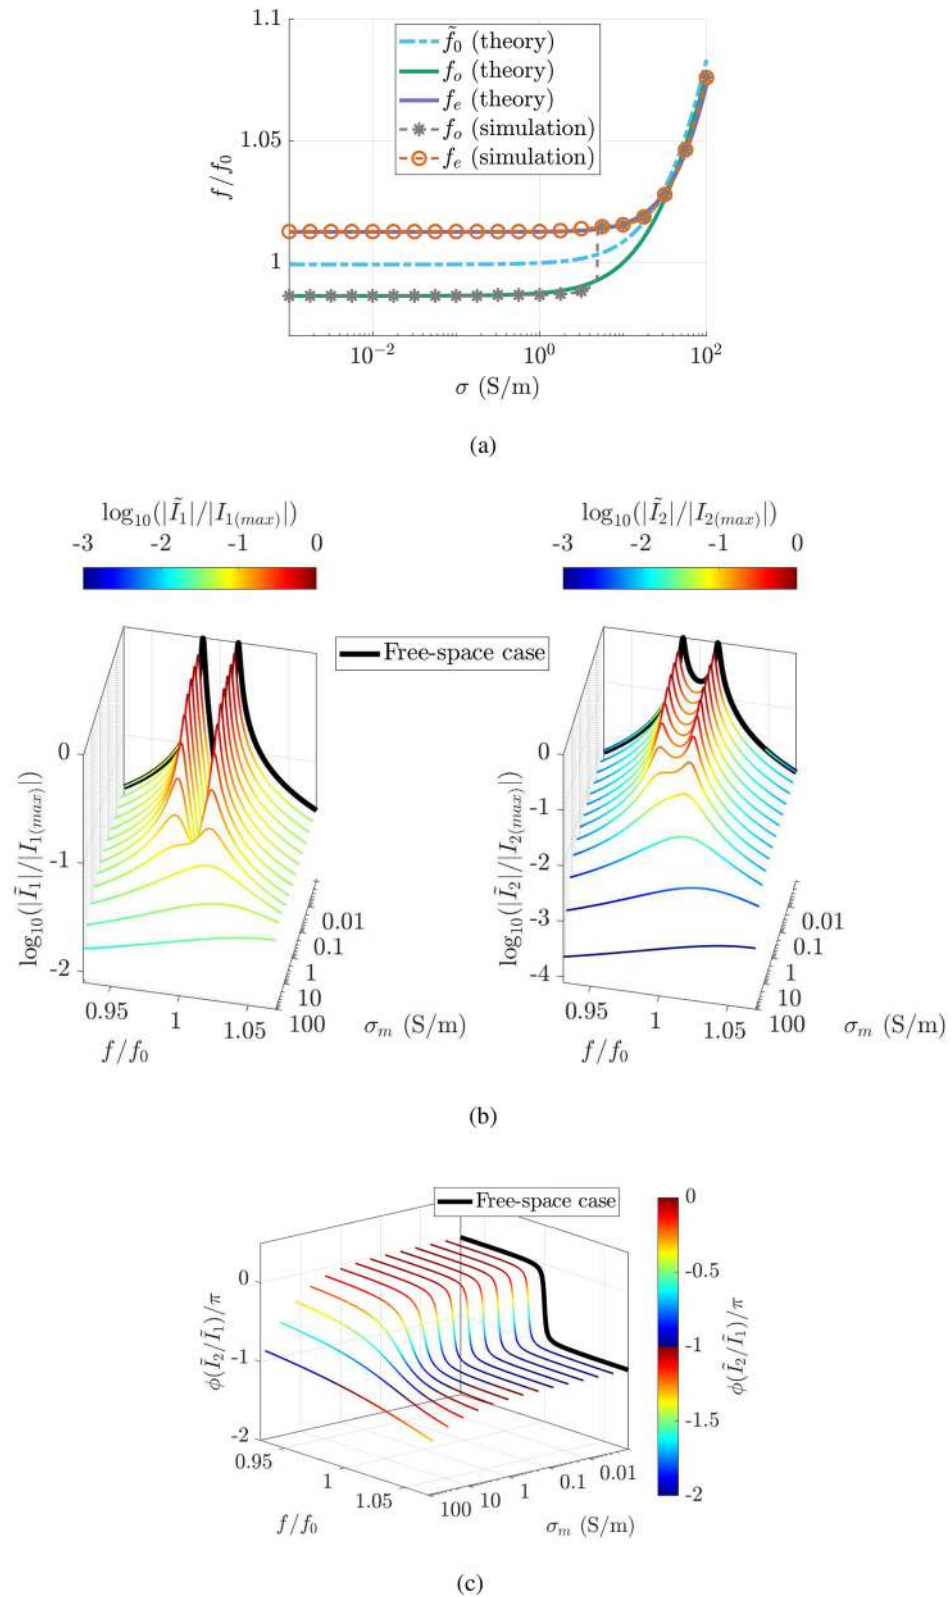 1.1
1.05
1
f/f₀
f̃₀ (theory)
fₒ (theory)
fₑ (theory)
fₒ (simulation)
fₑ (simulation)
10⁻² 10⁰ 10²
σ (S/m)
(a)
log₁₀(|Ĩ₁|/|I₁₍ₘₐₓ₎|)
-3 -2 -1 0
log₁₀(|Ĩ₂|/|I₂₍ₘₐₓ₎|)
-3 -2 -1 0
Free-space case
log₁₀(|Ĩ₁|/|I₁₍ₘₐₓ₎|)
0
-1
-2
0.95 1 1.05
f/f₀
0.01
0.1
1
10
100
σₘ (S/m)
log₁₀(|Ĩ₂|/|I₂₍ₘₐₓ₎|)
0
-1
-2
-3
-4
0.95 1 1.05
f/f₀
0.01
0.1
1
10
100
σₘ (S/m)
(b)
Free-space case
ϕ(Ĩ₂/Ĩ₁)/π
0
-1
-2
0.95
1
1.05
f/f₀
100 10 1 0.1 0.01
σₘ (S/m)
0
-0.5
-1
-1.5
-2
ϕ(Ĩ₂/Ĩ₁)/π
(c)